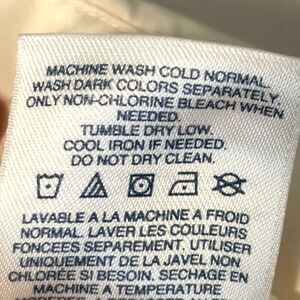 MACHINE WASH COLD NORMAL.
WASH DARK COLORS SEPARATELY.
ONLY NON-CHLORINE BLEACH WHEN
NEEDED.
TUMBLE DRY LOW.
COOL IRON IF NEEDED.
DO NOT DRY CLEAN.
LAVABLE A LA MACHINE A FROID
NORMAL. LAVER LES COULEURS
FONCEES SEPAREMENT. UTILISER
UNIQUEMENT DE LA JAVEL NON
CHLORÉE SI BESOIN. SECHAGE EN
MACHINE A TEMPERATURE